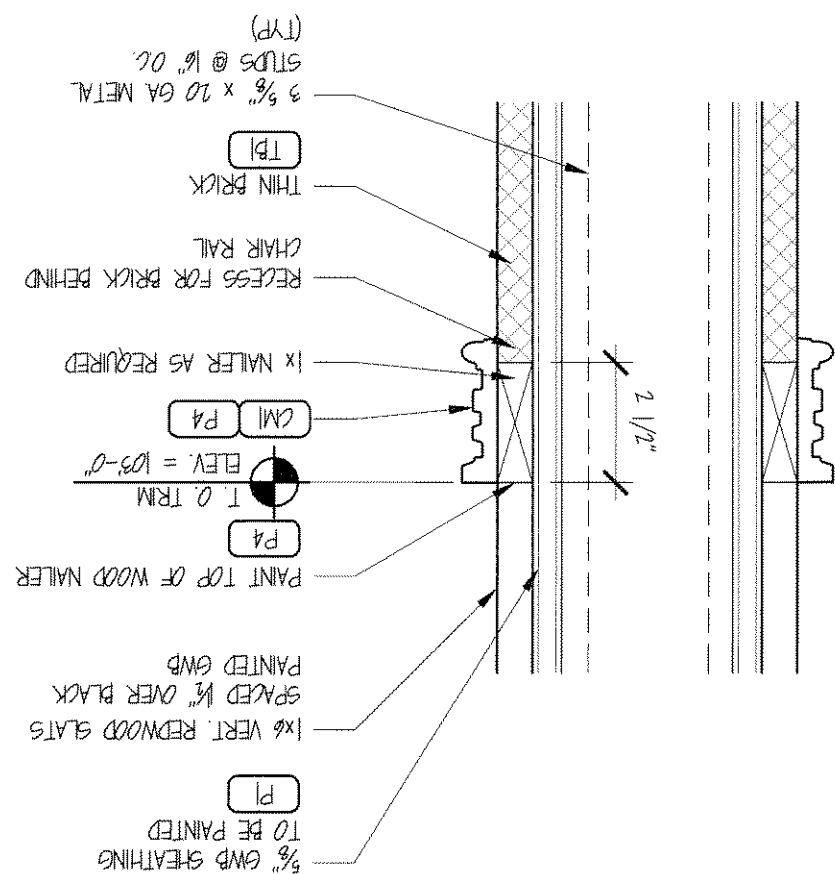 5/8" GWB SHEATHING
TO BE PAINTED
P1
1x6 VERT. REDWOOD SLATS
SPACED 1/2" OVER BLACK
PAINTED GWB
PAINT TOP OF WOOD NAILER
P4
T. O. TRIM
ELEV. = 103'-0"
CM1 P4
1x NAILER AS REQUIRED
RECESS FOR BRICK BEHIND
CHAIR RAIL
THIN BRICK
TB1
3 5/8" x 20 GA METAL
STUDS @ 16" O.C.
(TYP)
2 1/2"